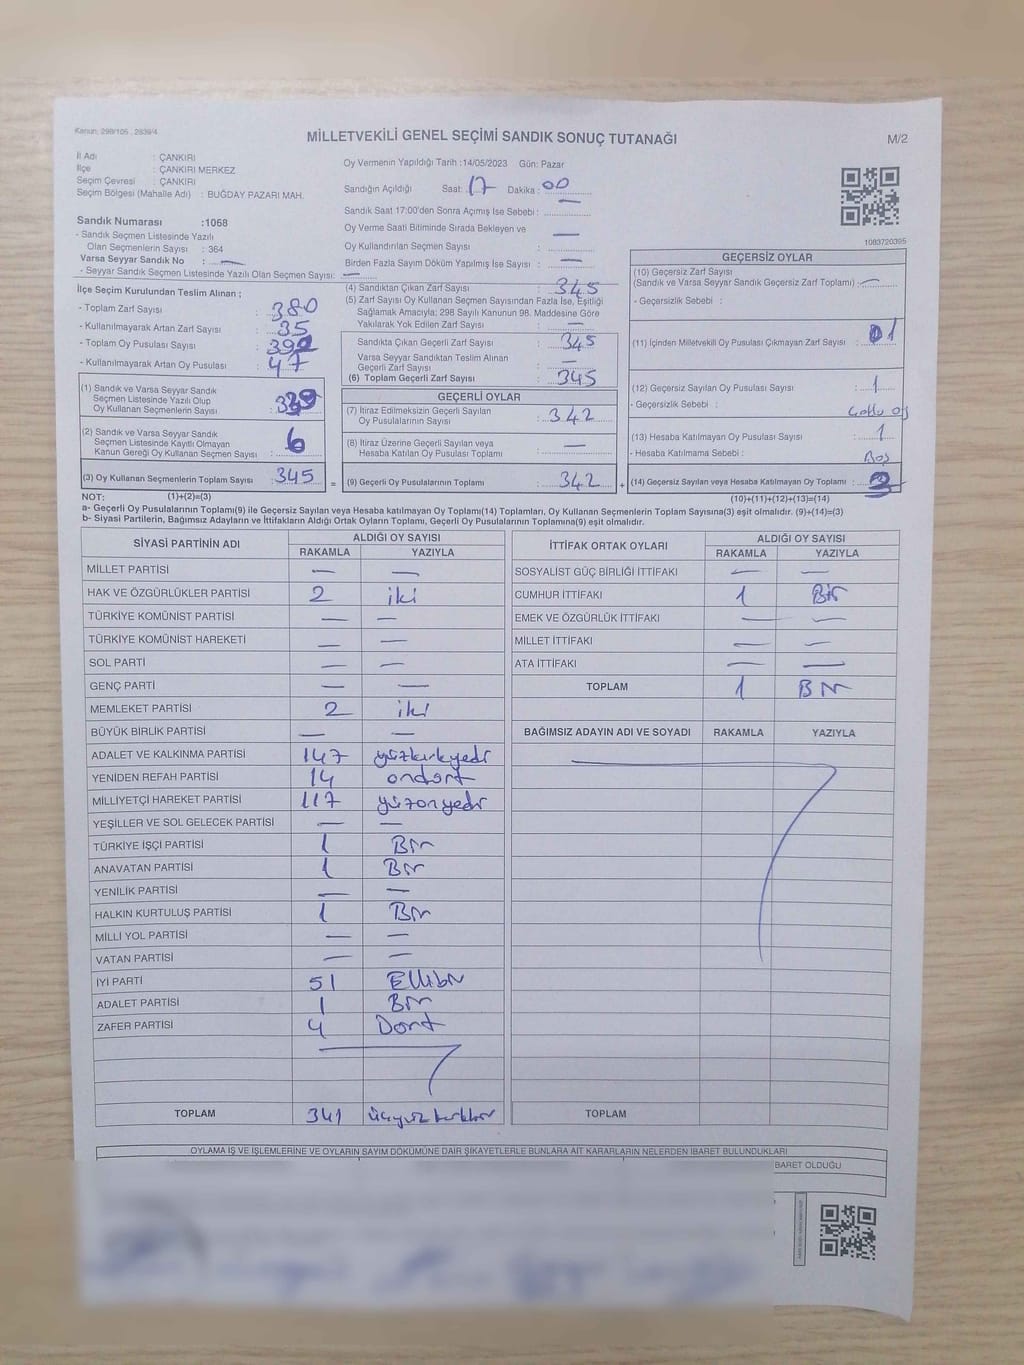 Kanun; 298/105 , 2839/4
MİLLETVEKİLİ GENEL SEÇİMİ SANDIK SONUÇ TUTANAĞI
M/2
İl Adı : ÇANKIRI
İlçe : ÇANKIRI MERKEZ
Seçim Çevresi : ÇANKIRI
Seçim Bölgesi (Mahalle Adı) : BUĞDAY PAZARI MAH.
Sandık Numarası :1068
- Sandık Seçmen Listesinde Yazılı
Olan Seçmenlerin Sayısı : 364
Varsa Seyyar Sandık No : —
- Seyyar Sandık Seçmen Listesinde Yazılı Olan Seçmen Sayısı: —
İlçe Seçim Kurulundan Teslim Alınan ;
- Toplam Zarf Sayısı : 380
- Kullanılmayarak Artan Zarf Sayısı : 35
- Toplam Oy Pusulası Sayısı : 392
- Kullanılmayarak Artan Oy Pusulası : 47
(1) Sandık ve Varsa Seyyar Sandık
Seçmen Listesinde Yazılı Olup
Oy Kullanan Seçmenlerin Sayısı : 339
(2) Sandık ve Varsa Seyyar Sandık
Seçmen Listesinde Kayıtlı Olmayan
Kanun Gereği Oy Kullanan Seçmen Sayısı : 6
(3) Oy Kullanan Seçmenlerin Toplam Sayısı : 345 =
Oy Vermenin Yapıldığı Tarih :14/05/2023 Gün: Pazar
Sandığın Açıldığı Saat: 17 Dakika : 00
Sandık Saat 17:00'den Sonra Açılmış İse Sebebi : —
Oy Verme Saati Bitiminde Sırada Bekleyen ve
Oy Kullandırılan Seçmen Sayısı : —
Birden Fazla Sayım Döküm Yapılmış İse Sayısı : —
(4) Sandıktan Çıkan Zarf Sayısı : 345
(5) Zarf Sayısı Oy Kullanan Seçmen Sayısından Fazla İse, Eşitliği
Sağlamak Amacıyla; 298 Sayılı Kanunun 98. Maddesine Göre
Yakılarak Yok Edilen Zarf Sayısı : —
Sandıkta Çıkan Geçerli Zarf Sayısı : 345
Varsa Seyyar Sandıktan Teslim Alınan
Geçerli Zarf Sayısı : —
(6) Toplam Geçerli Zarf Sayısı : 345
GEÇERLİ OYLAR
(7) İtiraz Edilmeksizin Geçerli Sayılan
Oy Pusulalarının Sayısı : 342
(8) İtiraz Üzerine Geçerli Sayılan veya
Hesaba Katılan Oy Pusulası Toplamı : —
(9) Geçerli Oy Pusulalarının Toplamı : 342 +
1083720395
GEÇERSİZ OYLAR
(10) Geçersiz Zarf Sayısı
(Sandık ve Varsa Seyyar Sandık Geçersiz Zarf Toplamı) : —
- Geçersizlik Sebebi :
(11) İçinden Milletvekili Oy Pusulası Çıkmayan Zarf Sayısı : 01
(12) Geçersiz Sayılan Oy Pusulası Sayısı : 1
- Geçersizlik Sebebi :
(13) Hesaba Katılmayan Oy Pusulası Sayısı : 1
- Hesaba Katılmama Sebebi : Boş
(14) Geçersiz Sayılan veya Hesaba Katılmayan Oy Toplamı : 3
NOT: (1)+(2)=(3) (10)+(11)+(12)+(13)=(14)
a- Geçerli Oy Pusulalarının Toplamı(9) ile Geçersiz Sayılan veya Hesaba Katılmayan Oy Toplamı(14) Toplamları, Oy Kullanan Seçmenlerin Toplam Sayısına(3) eşit olmalıdır. (9)+(14)=(3)
b- Siyasi Partilerin, Bağımsız Adayların ve İttifakların Aldığı Ortak Oyların Toplamı, Geçerli Oy Pusulalarının Toplamına(9) eşit olmalıdır.
SİYASİ PARTİNİN ADI ALDIĞI OY SAYISI
RAKAMLA YAZIYLA
MİLLET PARTİSİ — —
HAK VE ÖZGÜRLÜKLER PARTİSİ 2 iki
TÜRKİYE KOMÜNİST PARTİSİ — —
TÜRKİYE KOMÜNİST HAREKETİ — —
SOL PARTİ — —
GENÇ PARTİ — —
MEMLEKET PARTİSİ 2 iki
BÜYÜK BİRLİK PARTİSİ — —
ADALET VE KALKINMA PARTİSİ 147 yüzkırkyedi
YENİDEN REFAH PARTİSİ 14 ondört
MİLLİYETÇİ HAREKET PARTİSİ 117 yüzonyedi
YEŞİLLER VE SOL GELECEK PARTİSİ — —
TÜRKİYE İŞÇİ PARTİSİ 1 Bir
ANAVATAN PARTİSİ 1 Bir
YENİLİK PARTİSİ — —
HALKIN KURTULUŞ PARTİSİ 1 Bir
MİLLİ YOL PARTİSİ — —
VATAN PARTİSİ — —
İYİ PARTİ 51 Ellibir
ADALET PARTİSİ 1 Bir
ZAFER PARTİSİ 4 Dört
TOPLAM 341 üçyüzkırkbir
İTTİFAK ORTAK OYLARI ALDIĞI OY SAYISI
RAKAMLA YAZIYLA
SOSYALİST GÜÇ BİRLİĞİ İTTİFAKI — —
CUMHUR İTTİFAKI 1 Bir
EMEK VE ÖZGÜRLÜK İTTİFAKI — —
MİLLET İTTİFAKI — —
ATA İTTİFAKI — —
TOPLAM 1 Bir
BAĞIMSIZ ADAYIN ADI VE SOYADI RAKAMLA YAZIYLA
TOPLAM
OYLAMA İŞ VE İŞLEMLERİNE VE OYLARIN SAYIM DÖKÜMÜNE DAİR ŞİKAYETLERLE BUNLARA AİT KARARLARIN NELERDEN İBARET BULUNDUKLARI
BARET OLDUĞU